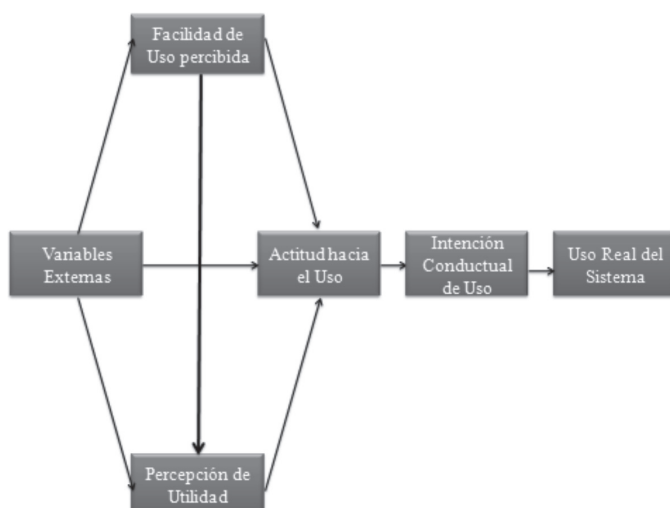 Facilidad de
Uso percibida
Variables
Externas
Actitud hacia
el Uso
Intención
Conductual
de Uso
Uso Real del
Sistema
Percepción de
Utilidad